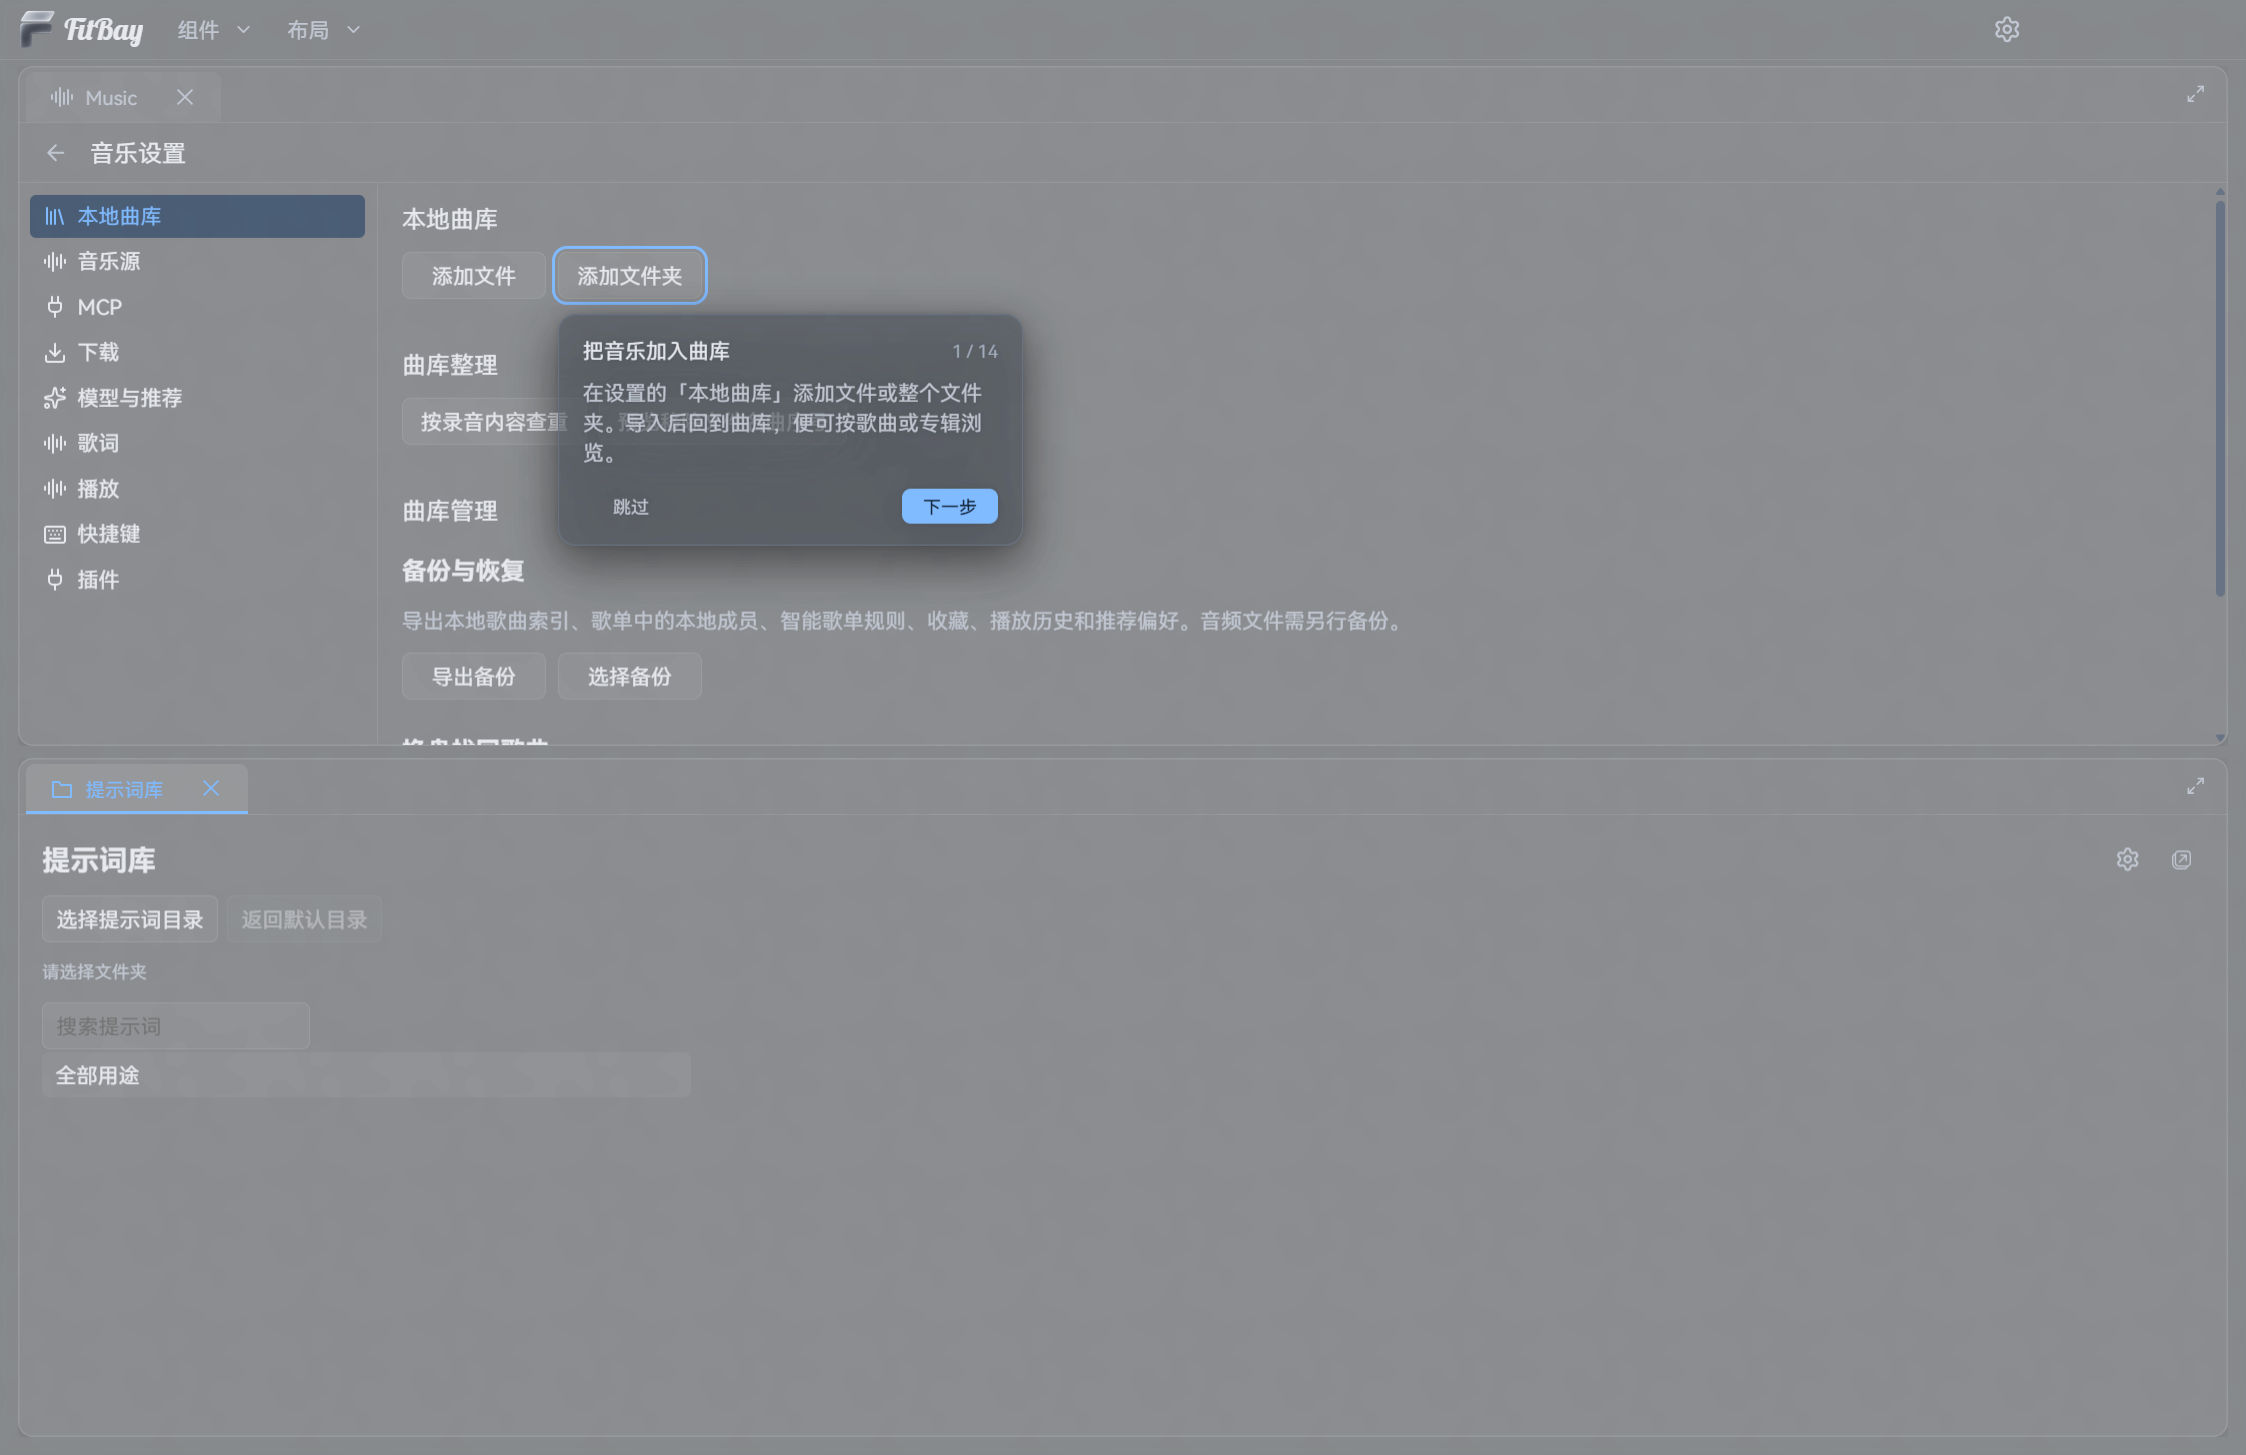 FitBay 组件 布局
Music
音乐设置
本地曲库
音乐源
MCP
下载
模型与推荐
歌词
播放
快捷键
插件
本地曲库
添加文件 添加文件夹
把音乐加入曲库 1 / 14
在设置的「本地曲库」添加文件或整个文件
夹。导入后回到曲库，便可按歌曲或专辑浏
览。
跳过 下一步
曲库整理
按录音内容查重
曲库管理
备份与恢复
导出本地歌曲索引、歌单中的本地成员、智能歌单规则、收藏、播放历史和推荐偏好。音频文件需另行备份。
导出备份 选择备份
提示词库
提示词库
选择提示词目录 返回默认目录
请选择文件夹
搜索提示词
全部用途